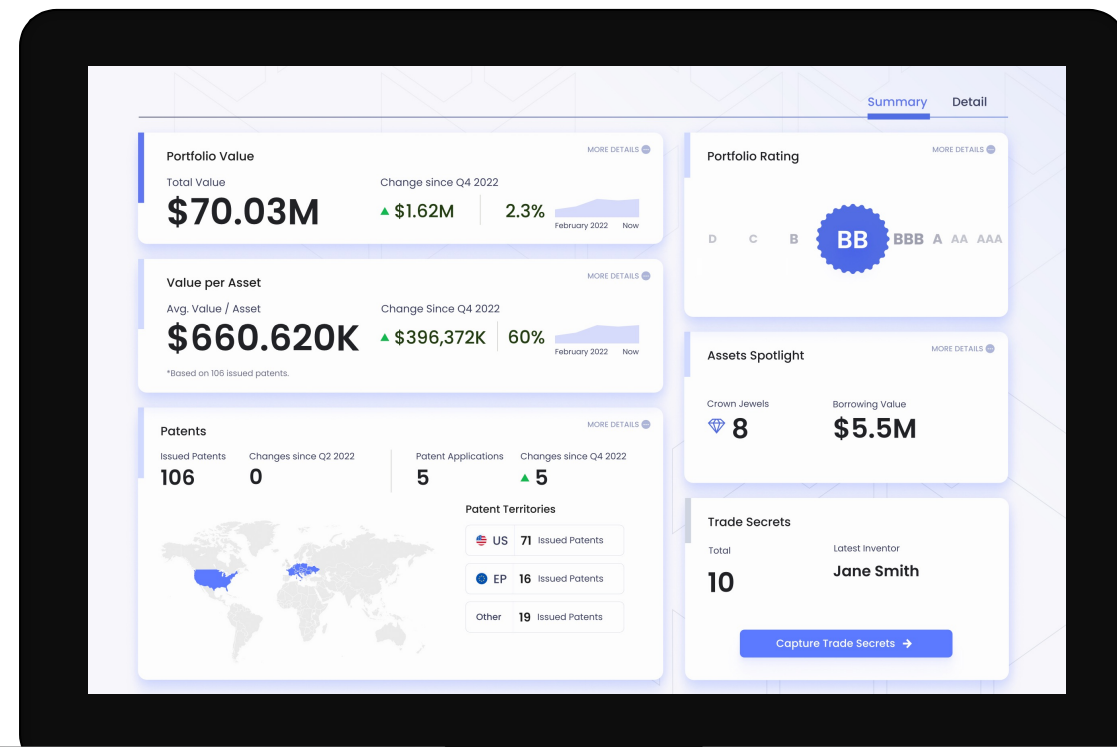 Summary Detail
Portfolio Value MORE DETAILS
Total Value Change since Q4 2022
$70.03M $1.62M 2.3%
February 2022 Now
Value per Asset MORE DETAILS
Avg. Value / Asset Change Since Q4 2022
$660.620K $396,372K 60%
February 2022 Now
*Based on 106 issued patents.
Patents MORE DETAILS
Issued Patents Changes since Q2 2022 Patent Applications Changes since Q4 2022
106 0 5 5
Patent Territories
US 71 Issued Patents
EP 16 Issued Patents
Other 19 Issued Patents
Portfolio Rating MORE DETAILS
D C B BB BBB A AA AAA
Assets Spotlight MORE DETAILS
Crown Jewels Borrowing Value
8 $5.5M
Trade Secrets
Total Latest Inventor
10 Jane Smith
Capture Trade Secrets →